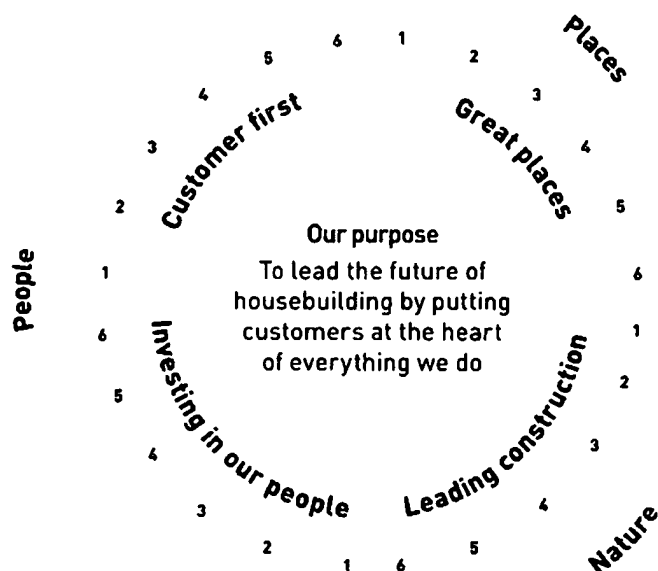 Places
People
Nature
Customer first
1
2
3
4
5
6
Great places
1
2
3
4
5
6
Leading construction
1
2
3
4
5
6
Investing in our people
1
2
3
4
5
6
Our purpose
To lead the future of
housebuilding by putting
customers at the heart
of everything we do